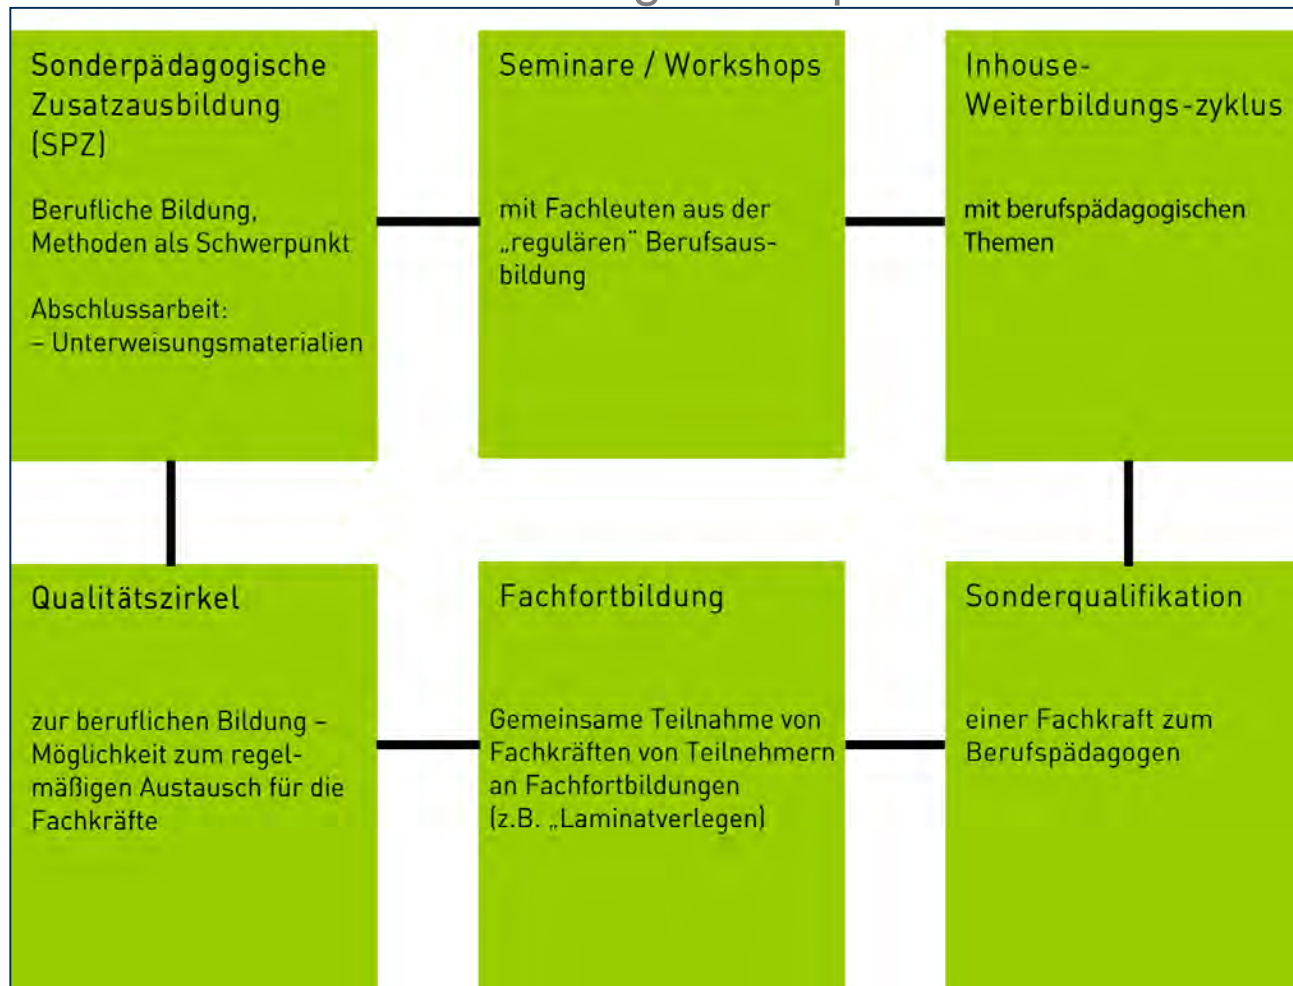 Sonderpädagogische
Zusatzausbildung
(SPZ)
Berufliche Bildung,
Methoden als Schwerpunkt
Abschlussarbeit:
– Unterweisungsmaterialien
Seminare / Workshops
mit Fachleuten aus der
„regulären“ Berufsaus-
bildung
Inhouse-
Weiterbildungs-zyklus
mit berufspädagogischen
Themen
Qualitätszirkel
zur beruflichen Bildung –
Möglichkeit zum regel-
mäßigen Austausch für die
Fachkräfte
Fachfortbildung
Gemeinsame Teilnahme von
Fachkräften von Teilnehmern
an Fachfortbildungen
(z.B. „Laminatverlegen)
Sonderqualifikation
einer Fachkraft zum
Berufspädagogen